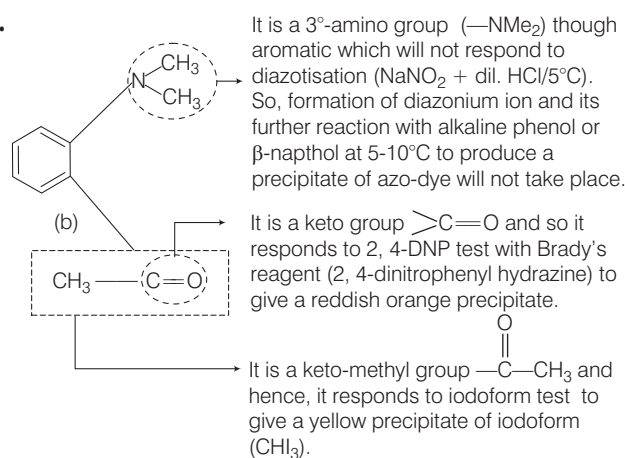 It is a 3°-amino group (—NMe₂) though
aromatic which will not respond to
diazotisation (NaNO₂ + dil. HCl/5°C).
So, formation of diazonium ion and its
further reaction with alkaline phenol or
β-napthol at 5-10°C to produce a
precipitate of azo-dye will not take place.
CH₃
N
CH₃
(b)
It is a keto group >C=O and so it
responds to 2, 4-DNP test with Brady's
reagent (2, 4-dinitrophenyl hydrazine) to
give a reddish orange precipitate.
CH₃—C=O
O
It is a keto-methyl group —C—CH₃ and
hence, it responds to iodoform test to
give a yellow precipitate of iodoform
(CHI₃).